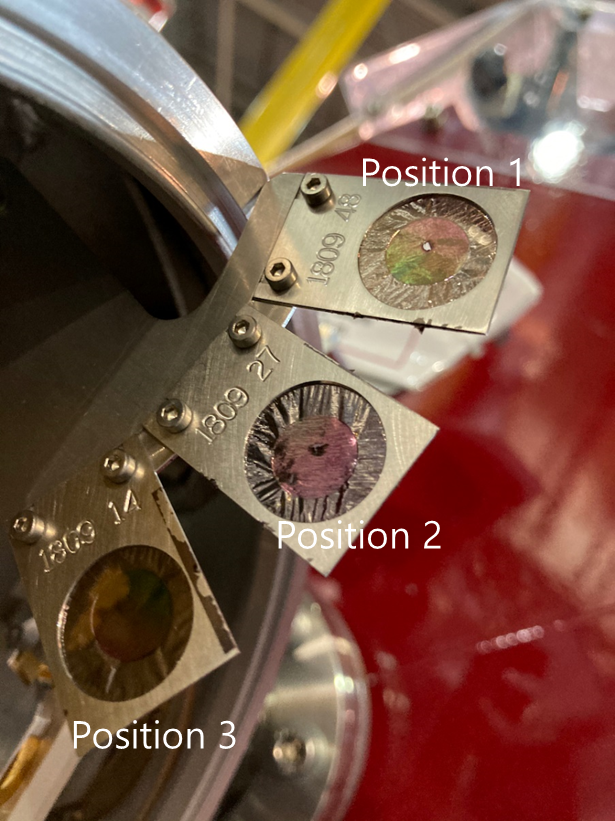 Position 1
1809 48
1809 27
Position 2
1809 14
Position 3